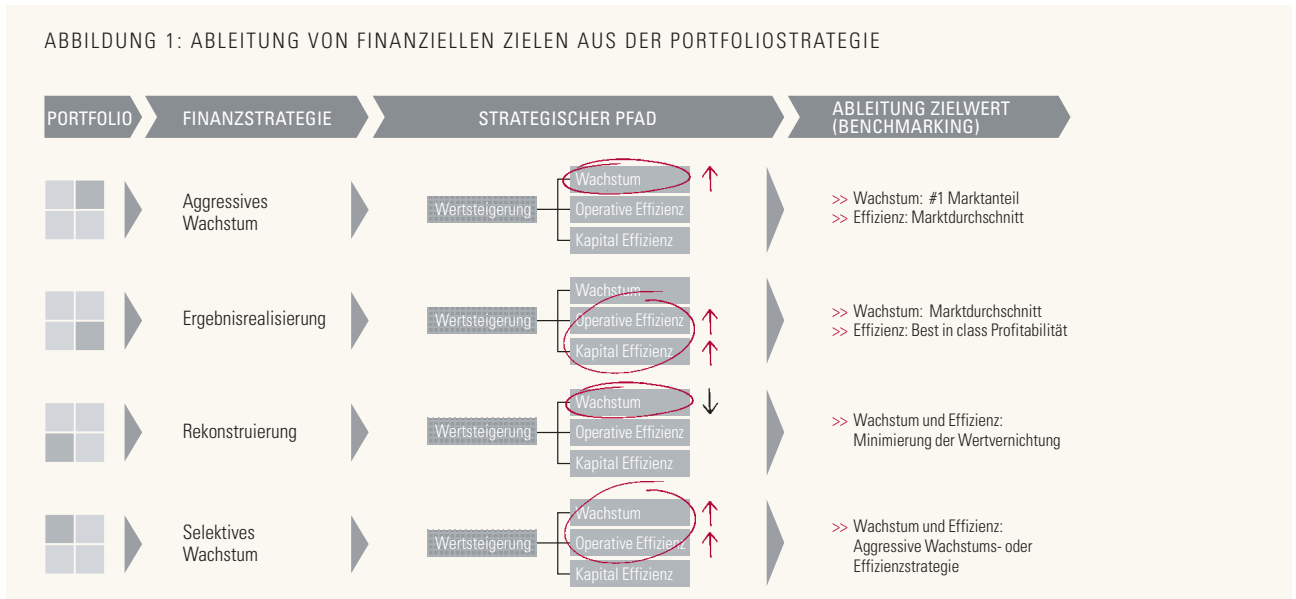 ABBILDUNG 1: ABLEITUNG VON FINANZIELLEN ZIELEN AUS DER PORTFOLIOSTRATEGIE
PORTFOLIO
FINANZSTRATEGIE
STRATEGISCHER PFAD
ABLEITUNG ZIELWERT
(BENCHMARKING)
Aggressives
Wachstum
Wertsteigerung
Wachstum
Operative Effizienz
Kapital Effizienz
>> Wachstum: #1 Marktanteil
>> Effizienz: Marktdurchschnitt
Ergebnisrealisierung
Wertsteigerung
Wachstum
Operative Effizienz
Kapital Effizienz
>> Wachstum: Marktdurchschnitt
>> Effizienz: Best in class Profitabilität
Rekonstruierung
Wertsteigerung
Wachstum
Operative Effizienz
Kapital Effizienz
>> Wachstum und Effizienz:
Minimierung der Wertvernichtung
Selektives
Wachstum
Wertsteigerung
Wachstum
Operative Effizienz
Kapital Effizienz
>> Wachstum und Effizienz:
Aggressive Wachstums- oder
Effizienzstrategie